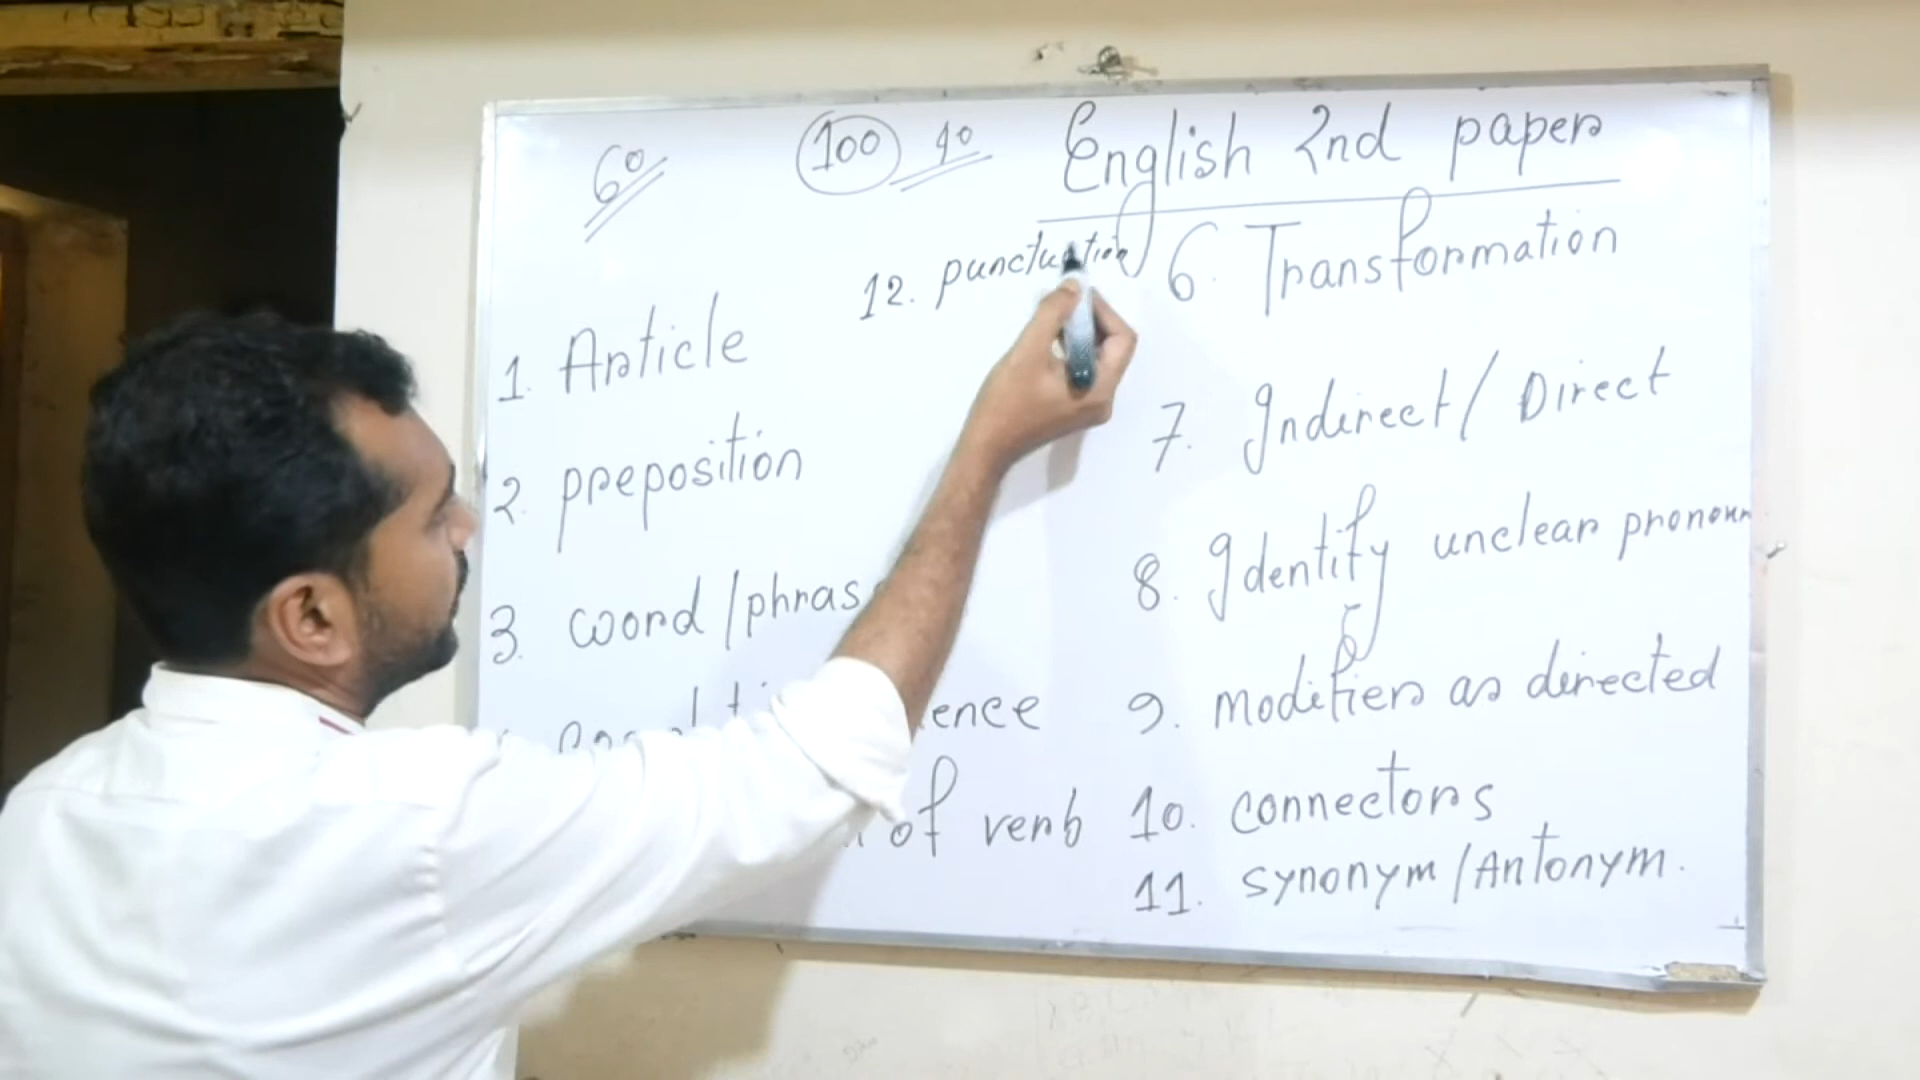 60 100 40 English 2nd paper
12. punctuation
1. Article
2. preposition
3. word/phras
ence
of verb
6. Transformation
7. Indirect/Direct
8. Identify unclear pronoun
9. modifiers as directed
10. connectors
11. synonym/Antonym.